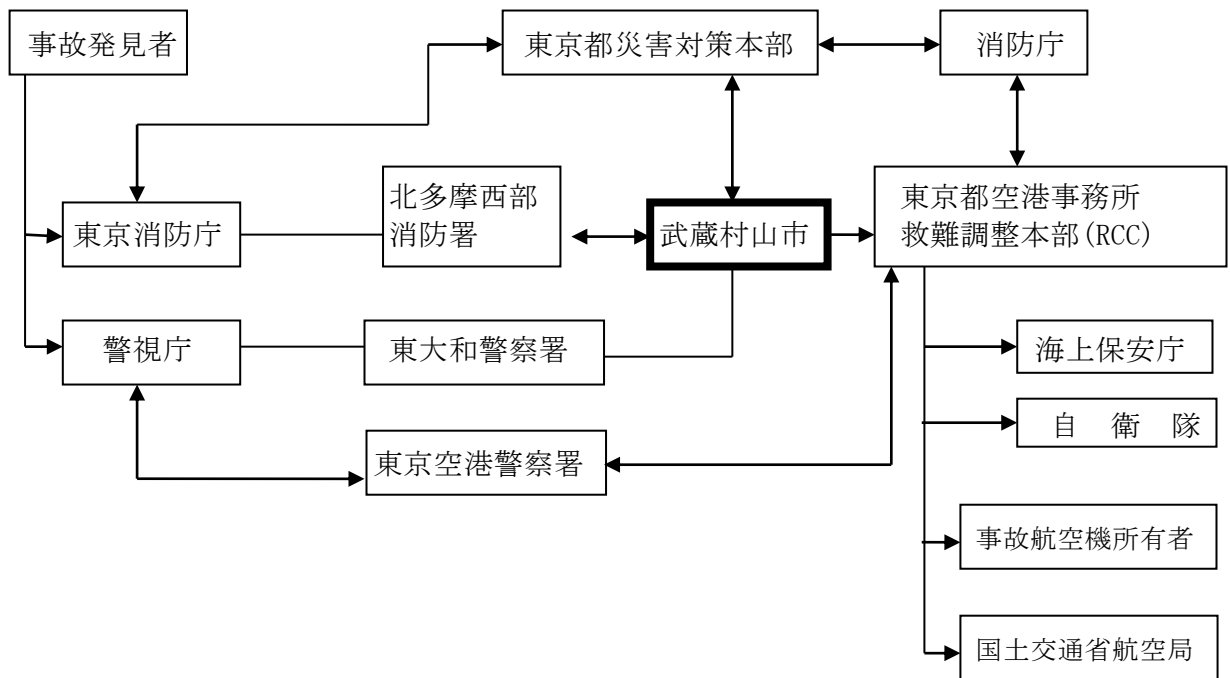 事故発見者
東京都災害対策本部
消防庁
東京消防庁
北多摩西部
消防署
武蔵村山市
東京都空港事務所
救難調整本部(RCC)
警視庁
東大和警察署
海上保安庁
自 衛 隊
東京空港警察署
事故航空機所有者
国土交通省航空局